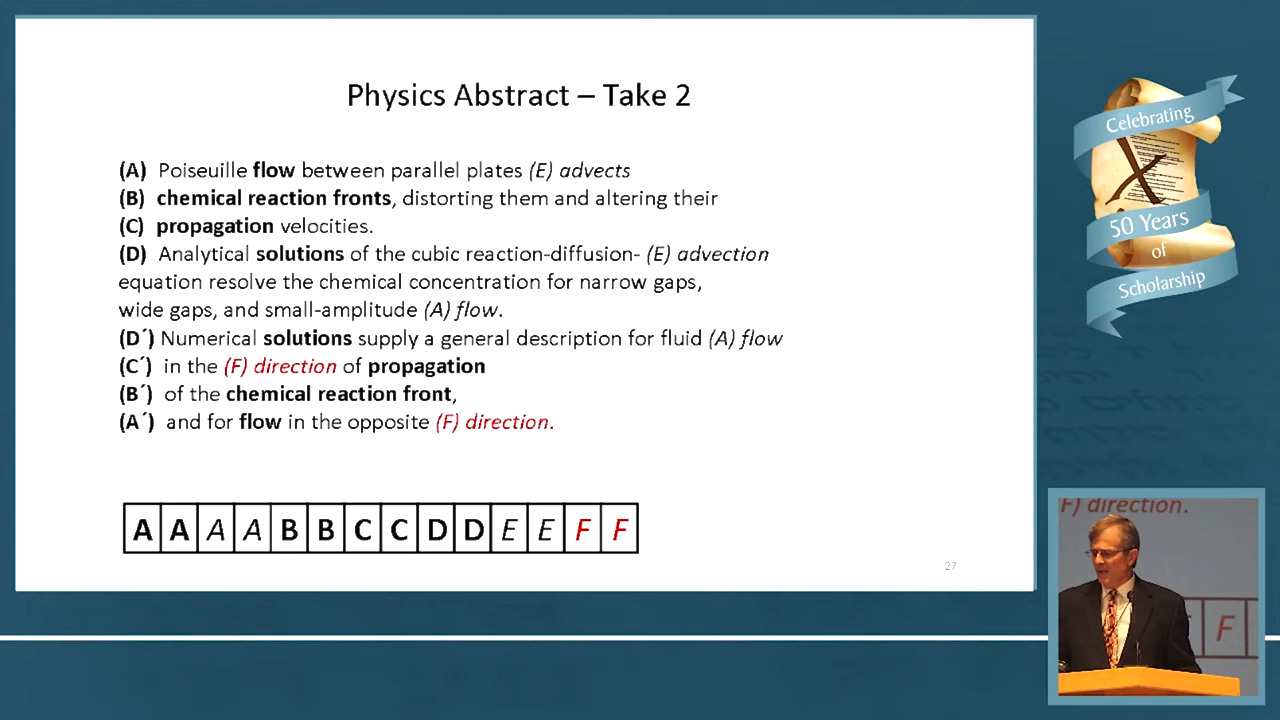 Physics Abstract – Take 2
(A) Poiseuille flow between parallel plates (E) advects
(B) chemical reaction fronts, distorting them and altering their
(C) propagation velocities.
(D) Analytical solutions of the cubic reaction-diffusion- (E) advection
equation resolve the chemical concentration for narrow gaps,
wide gaps, and small-amplitude (A) flow.
(D´) Numerical solutions supply a general description for fluid (A) flow
(C´) in the (F) direction of propagation
(B´) of the chemical reaction front,
(A´) and for flow in the opposite (F) direction.
A A A A B B C C D D E E F F
27
Celebrating
50 Years
of
Scholarship
F) direction.
F